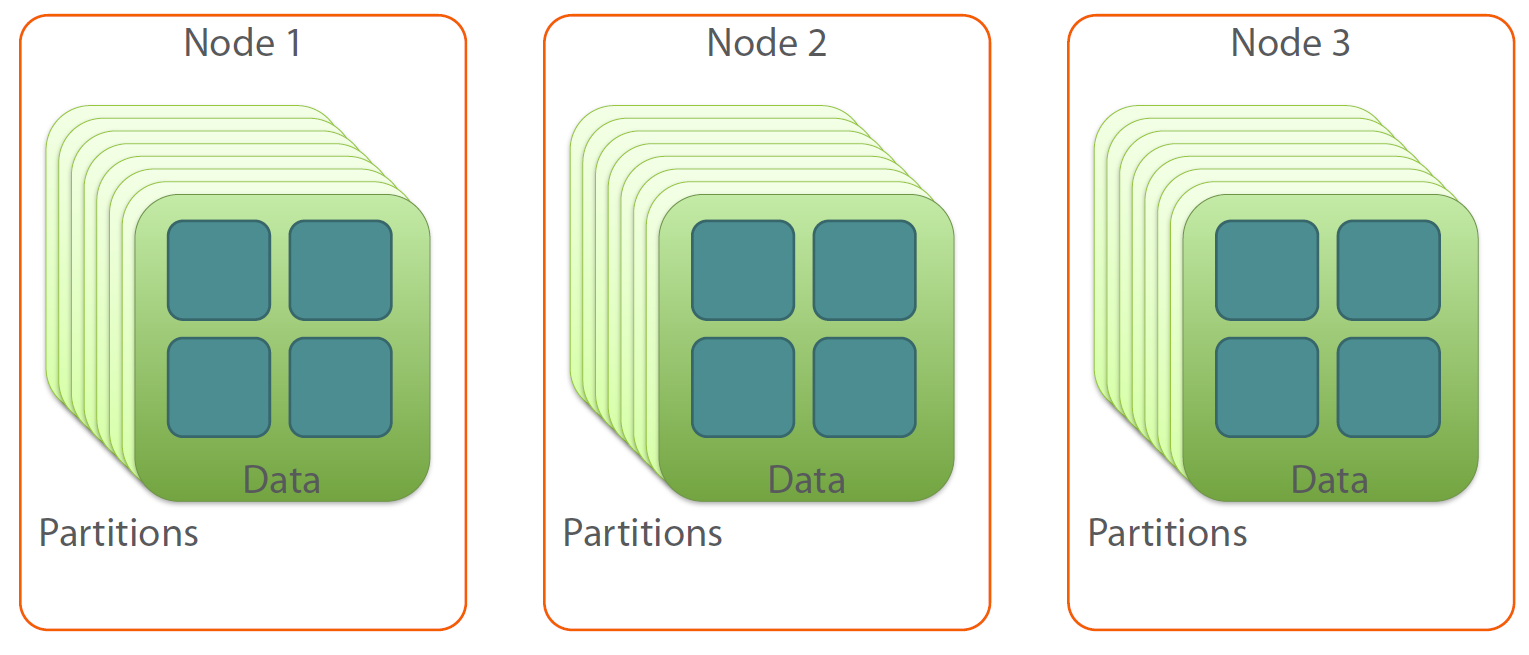 Node 1
Data
Partitions
Node 2
Data
Partitions
Node 3
Data
Partitions